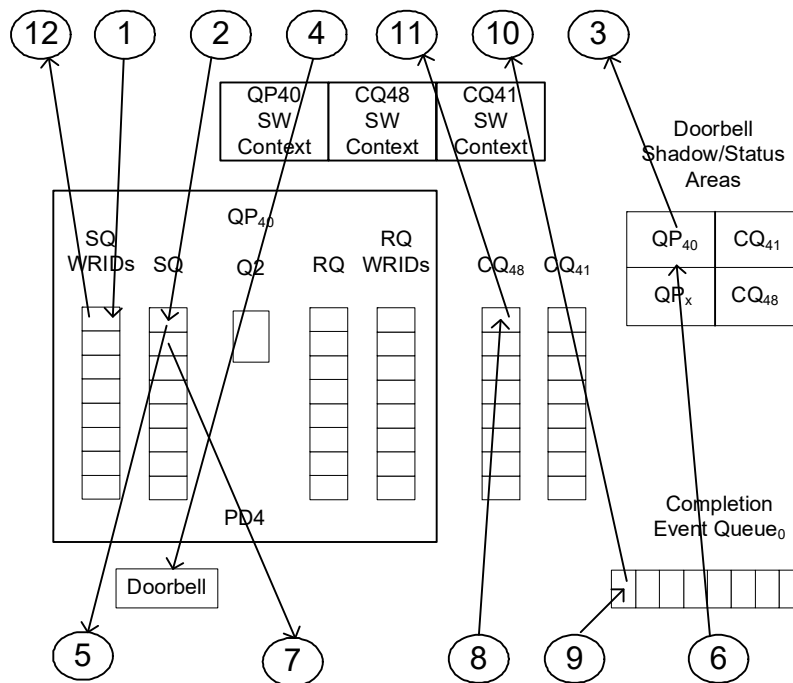 12
1
2
4
11
10
3
QP40
SW
Context
CQ48
SW
Context
CQ41
SW
Context
Doorbell
Shadow/Status
Areas
QP₄₀
CQ₄₁
QPₓ
CQ₄₈
QP₄₀
SQ
WRIDs
SQ
Q2
RQ
RQ
WRIDs
CQ₄₈
CQ₄₁
PD4
Completion
Event Queue₀
Doorbell
5
7
8
9
6